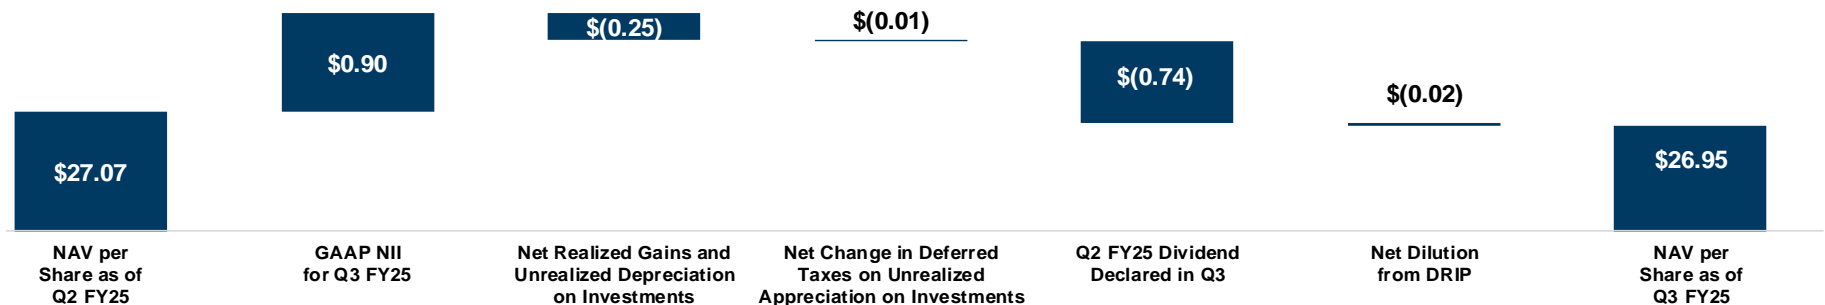 $27.07
$0.90
$(0.25)
$(0.01)
$(0.74)
$(0.02)
$26.95
NAV per
Share as of
Q2 FY25
GAAP NII
for Q3 FY25
Net Realized Gains and
Unrealized Depreciation
on Investments
Net Change in Deferred
Taxes on Unrealized
Appreciation on Investments
Q2 FY25 Dividend
Declared in Q3
Net Dilution
from DRIP
NAV per
Share as of
Q3 FY25